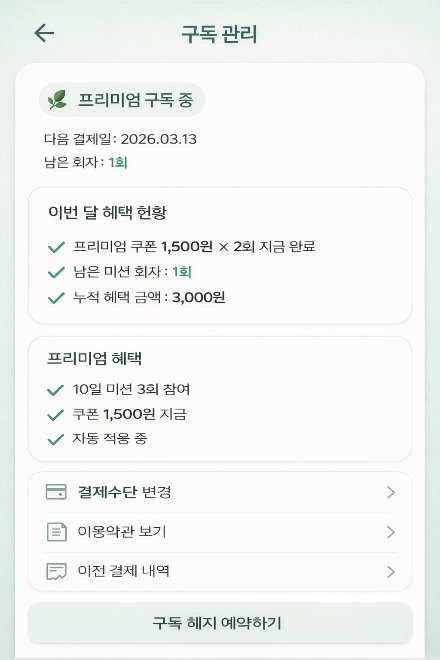 구독 관리
프리미엄 구독 중
다음 결제일: 2026.03.13
남은 회자: 1회
이번 달 혜택 현황
프리미엄 쿠폰 1,500원 × 2회 지금 완료
남은 미션 회자: 1회
누적 혜택 금액: 3,000원
프리미엄 혜택
10일 미션 3회 참여
쿠폰 1,500원 지금
자동 적용 중
결제수단 변경
이웅약관 보기
이전 결제 내역
구독 헤지 예약하기